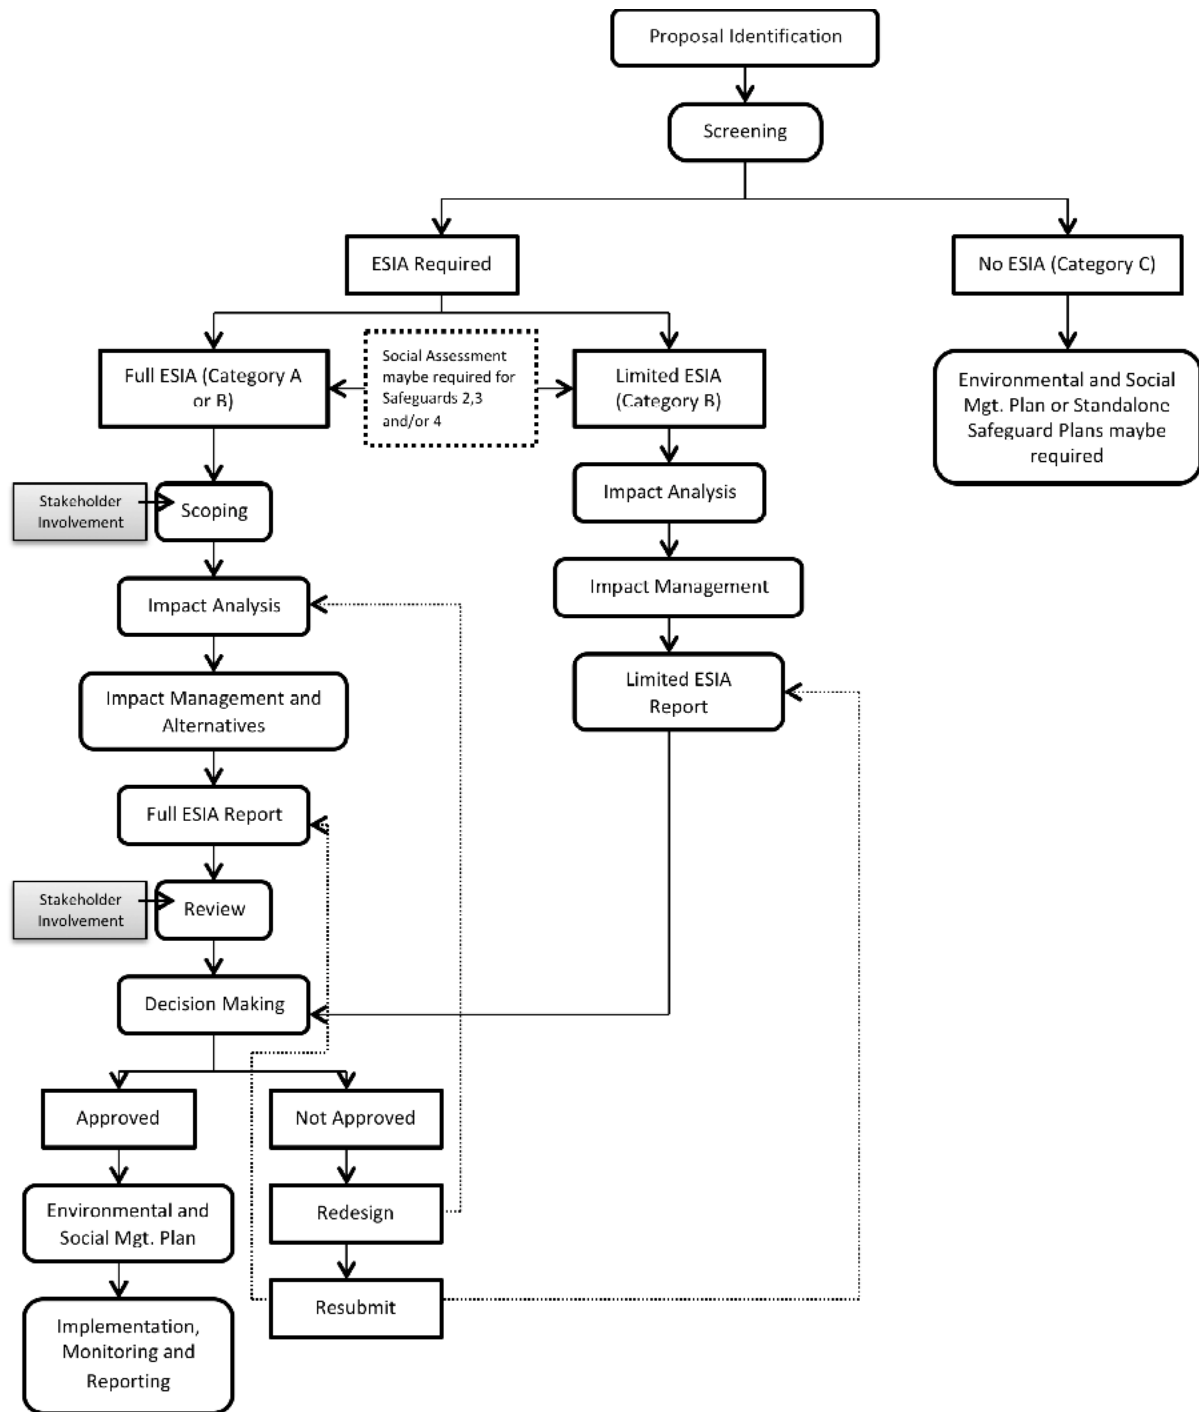 Proposal Identification
Screening
ESIA Required
No ESIA (Category C)
Full ESIA (Category A
or B)
Social Assessment
maybe required for
Safeguards 2,3
and/or 4
Limited ESIA
(Category B)
Environmental and Social
Mgt. Plan or Standalone
Safeguard Plans maybe
required
Stakeholder
Involvement
Scoping
Impact Analysis
Impact Analysis
Impact Management
Impact Management and
Alternatives
Limited ESIA
Report
Full ESIA Report
Stakeholder
Involvement
Review
Decision Making
Approved
Not Approved
Environmental and
Social Mgt. Plan
Redesign
Resubmit
Implementation,
Monitoring and
Reporting